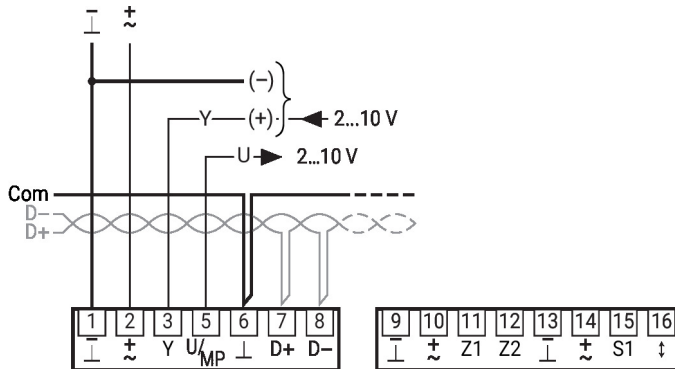 – +
⊥ ~
(–)
Y (+) 2...10 V
U 2...10 V
Com
D–
D+
1 2 3 5 6 7 8 9 10 11 12 13 14 15 16
⊥ ~ Y U/MP ⊥ D+ D– ⊥ ~ Z1 Z2 ⊥ ~ S1 ↕